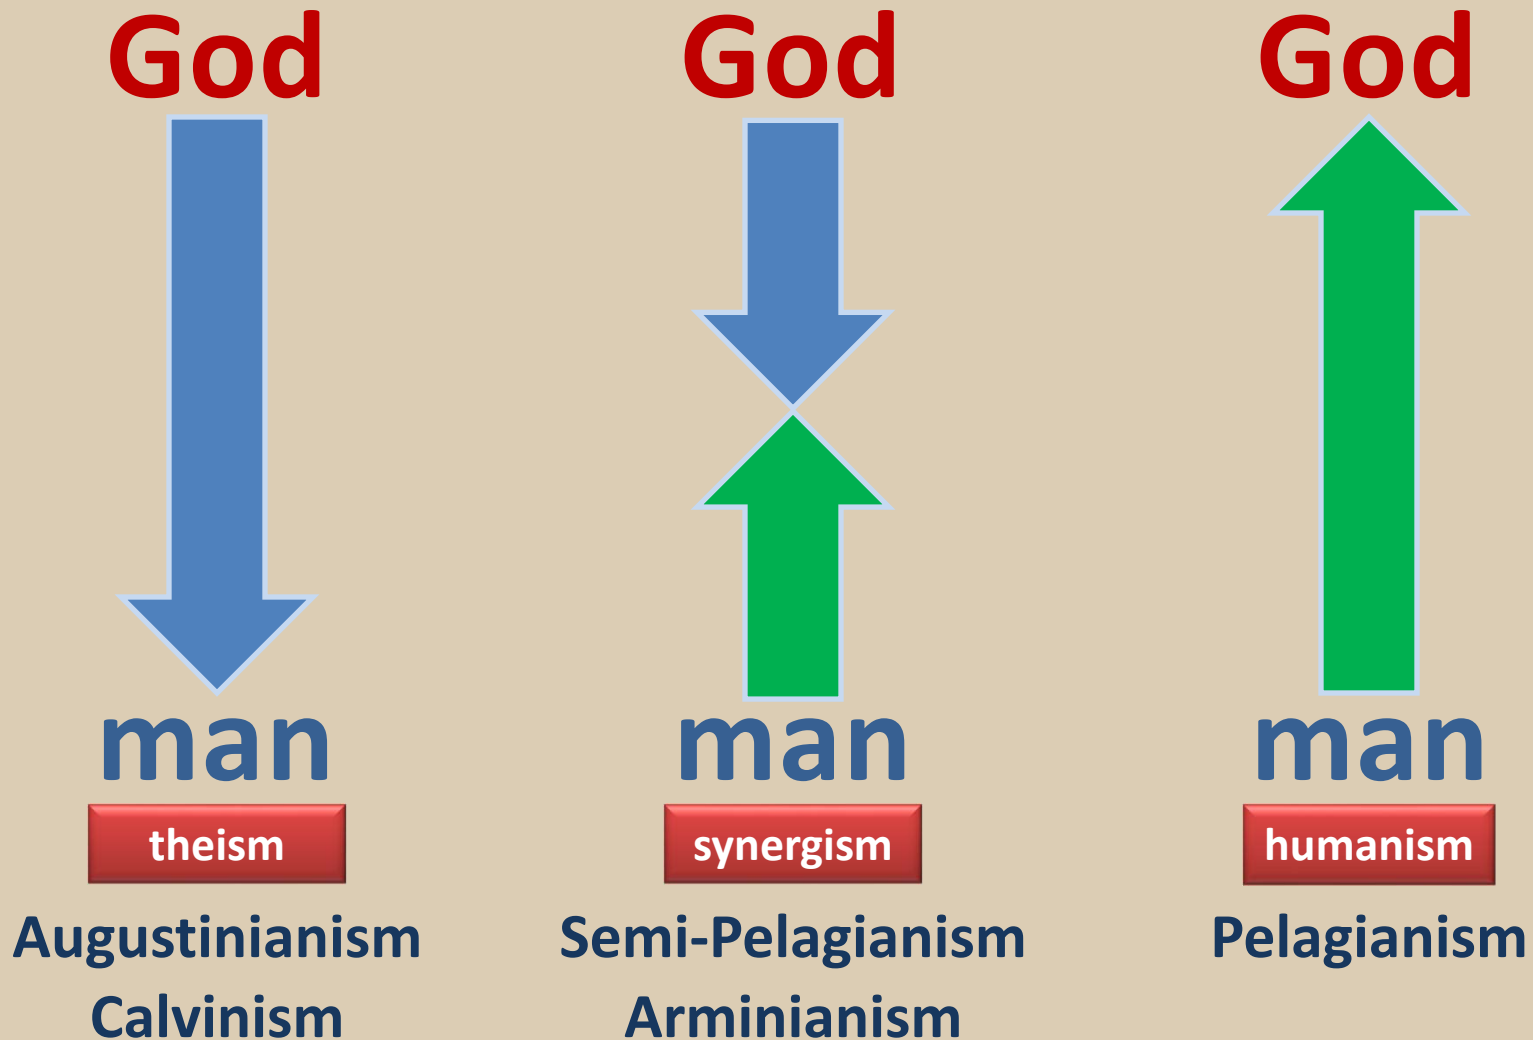 God God God
man man man
theism synergism humanism
Augustinianism Semi-Pelagianism Pelagianism
Calvinism Arminianism